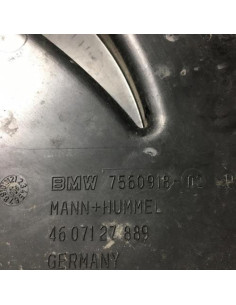 BMW 7560918-
MANN+HUMMEL
46 071 27 889
GERMANY